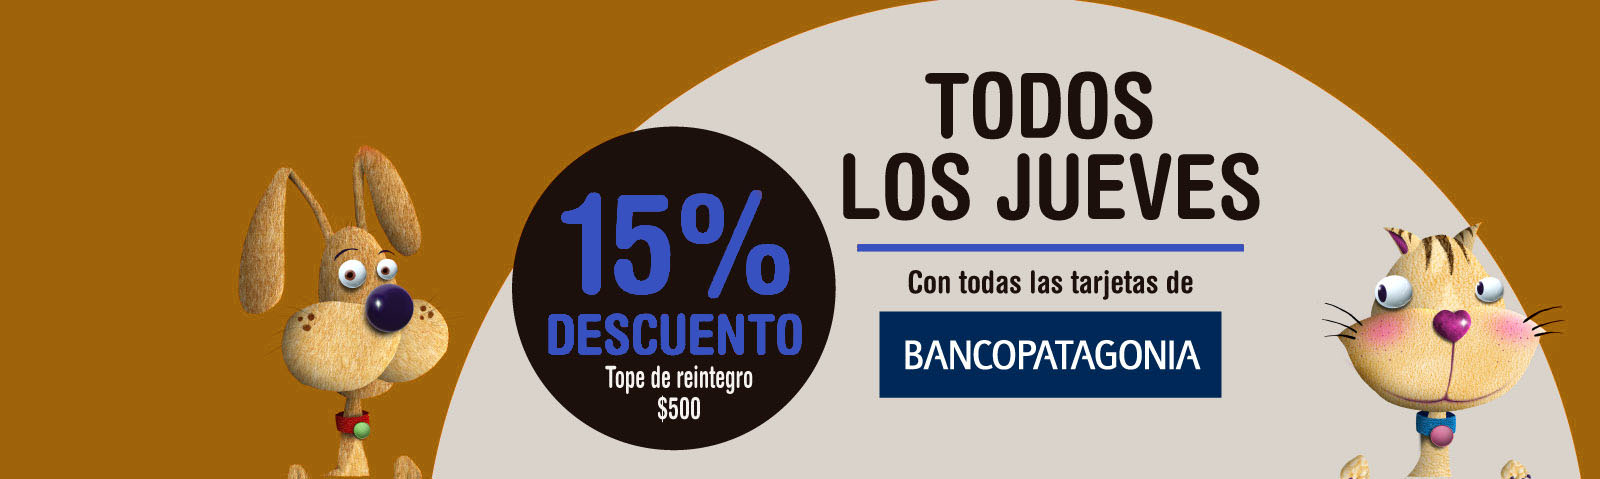 15%
DESCUENTO
Tope de reintegro
$500
TODOS
LOS JUEVES
Con todas las tarjetas de
BANCOPATAGONIA